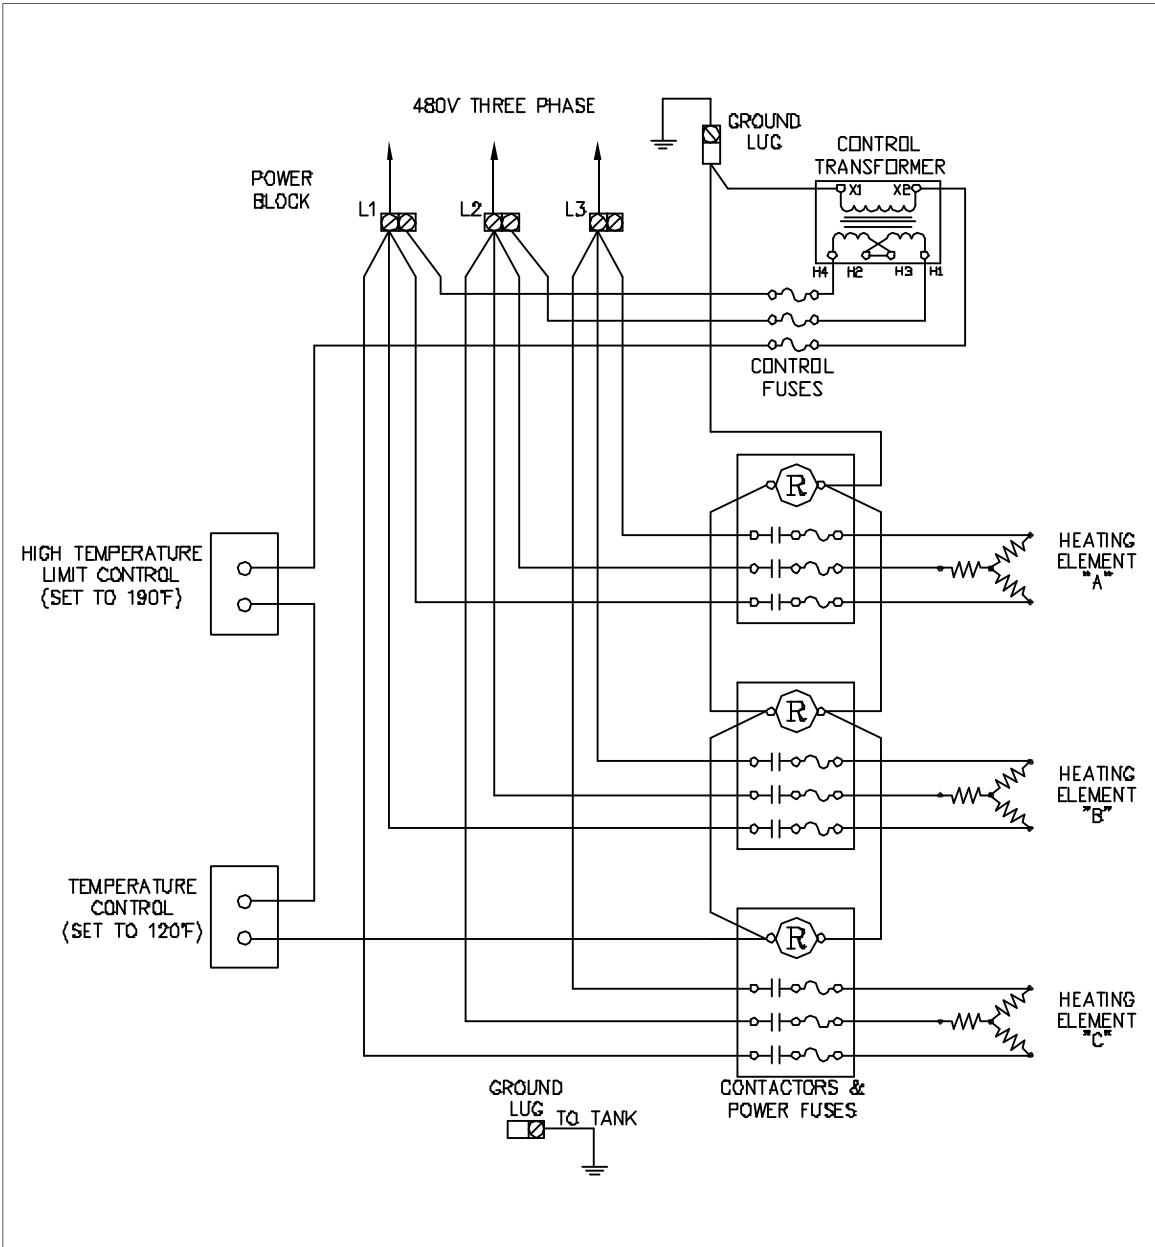 480V THREE PHASE
GROUND
LUG
CONTROL
TRANSFORMER
POWER
BLOCK
L1
L2
L3
X1
X2
H4
H2
H3
H1
CONTROL
FUSES
R
HIGH TEMPERATURE
LIMIT CONTROL
(SET TO 190°F)
HEATING
ELEMENT
"A"
R
HEATING
ELEMENT
"B"
TEMPERATURE
CONTROL
(SET TO 120°F)
R
HEATING
ELEMENT
"C"
CONTACTORS &
POWER FUSES
GROUND
LUG
TO TANK